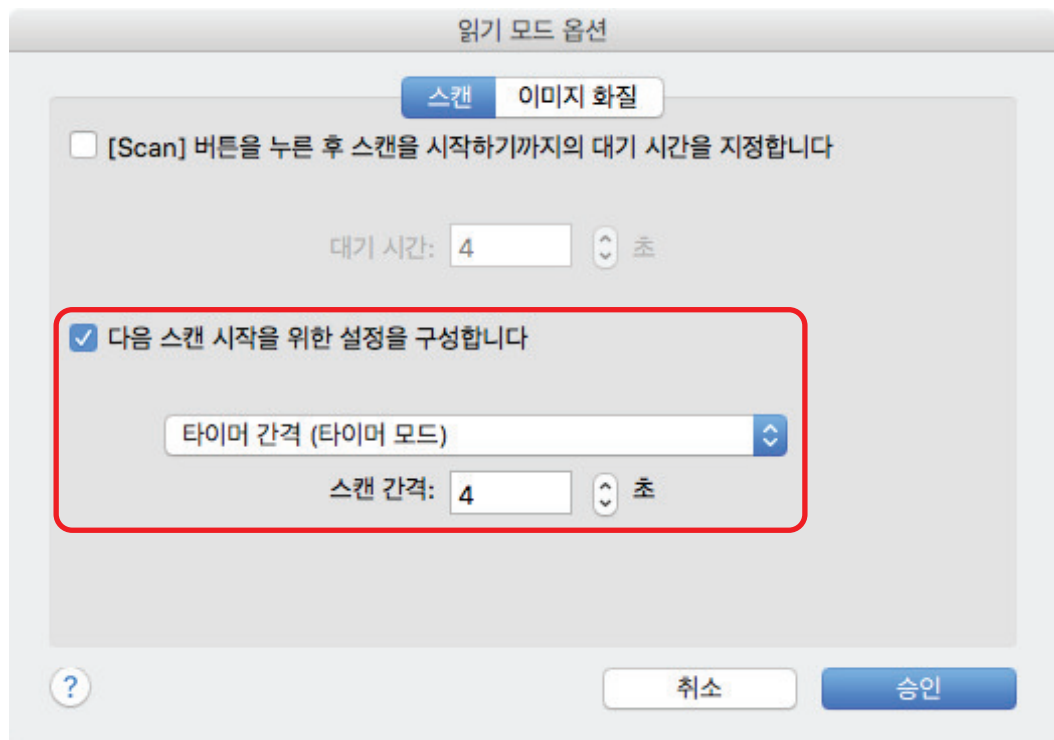 읽기 모드 옵션
스캔 이미지 화질
[Scan] 버튼을 누른 후 스캔을 시작하기까지의 대기 시간을 지정합니다
대기 시간: 4 초
다음 스캔 시작을 위한 설정을 구성합니다
타이머 간격 (타이머 모드)
스캔 간격: 4 초
? 취소 승인